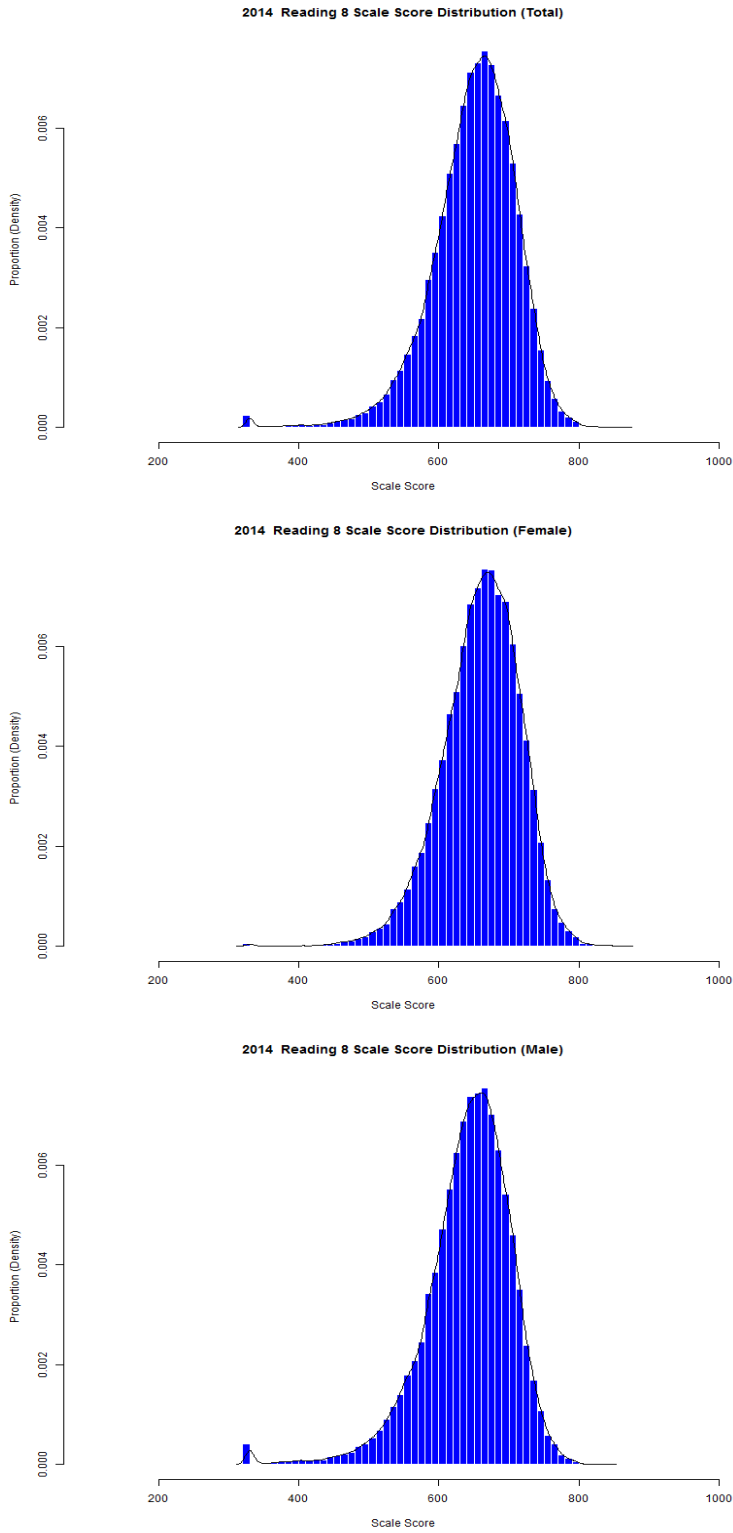 2014  Reading 8 Scale Score Distribution (Total)
Proportion (Density)
0.006
0.004
0.002
0.000
200 400 600 800 1000
Scale Score
2014  Reading 8 Scale Score Distribution (Female)
Proportion (Density)
0.006
0.004
0.002
0.000
200 400 600 800 1000
Scale Score
2014  Reading 8 Scale Score Distribution (Male)
Proportion (Density)
0.006
0.004
0.002
0.000
200 400 600 800 1000
Scale Score